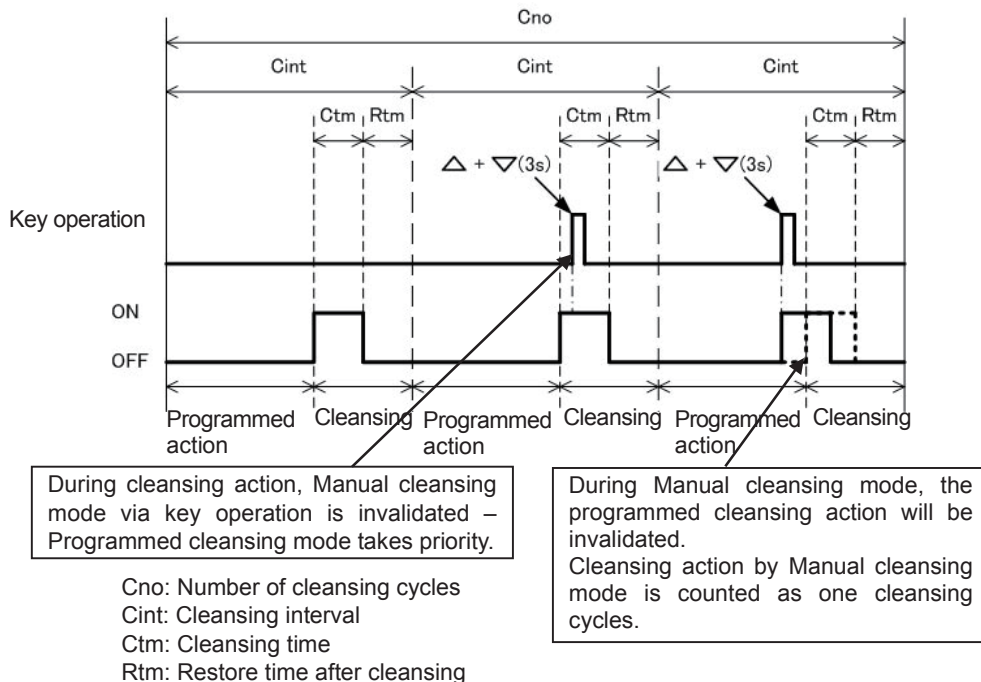 Cno
Cint Cint Cint
Ctm Rtm Ctm Rtm Ctm Rtm
△ + ▽(3s) △ + ▽(3s)
Key operation
ON
OFF
Programmed action
Cleansing
Programmed action
Cleansing
Programmed action
Cleansing
During cleansing action, Manual cleansing
mode via key operation is invalidated –
Programmed cleansing mode takes priority.
During Manual cleansing mode, the
programmed cleansing action will be
invalidated.
Cleansing action by Manual cleansing
mode is counted as one cleansing
cycles.
Cno: Number of cleansing cycles
Cint: Cleansing interval
Ctm: Cleansing time
Rtm: Restore time after cleansing